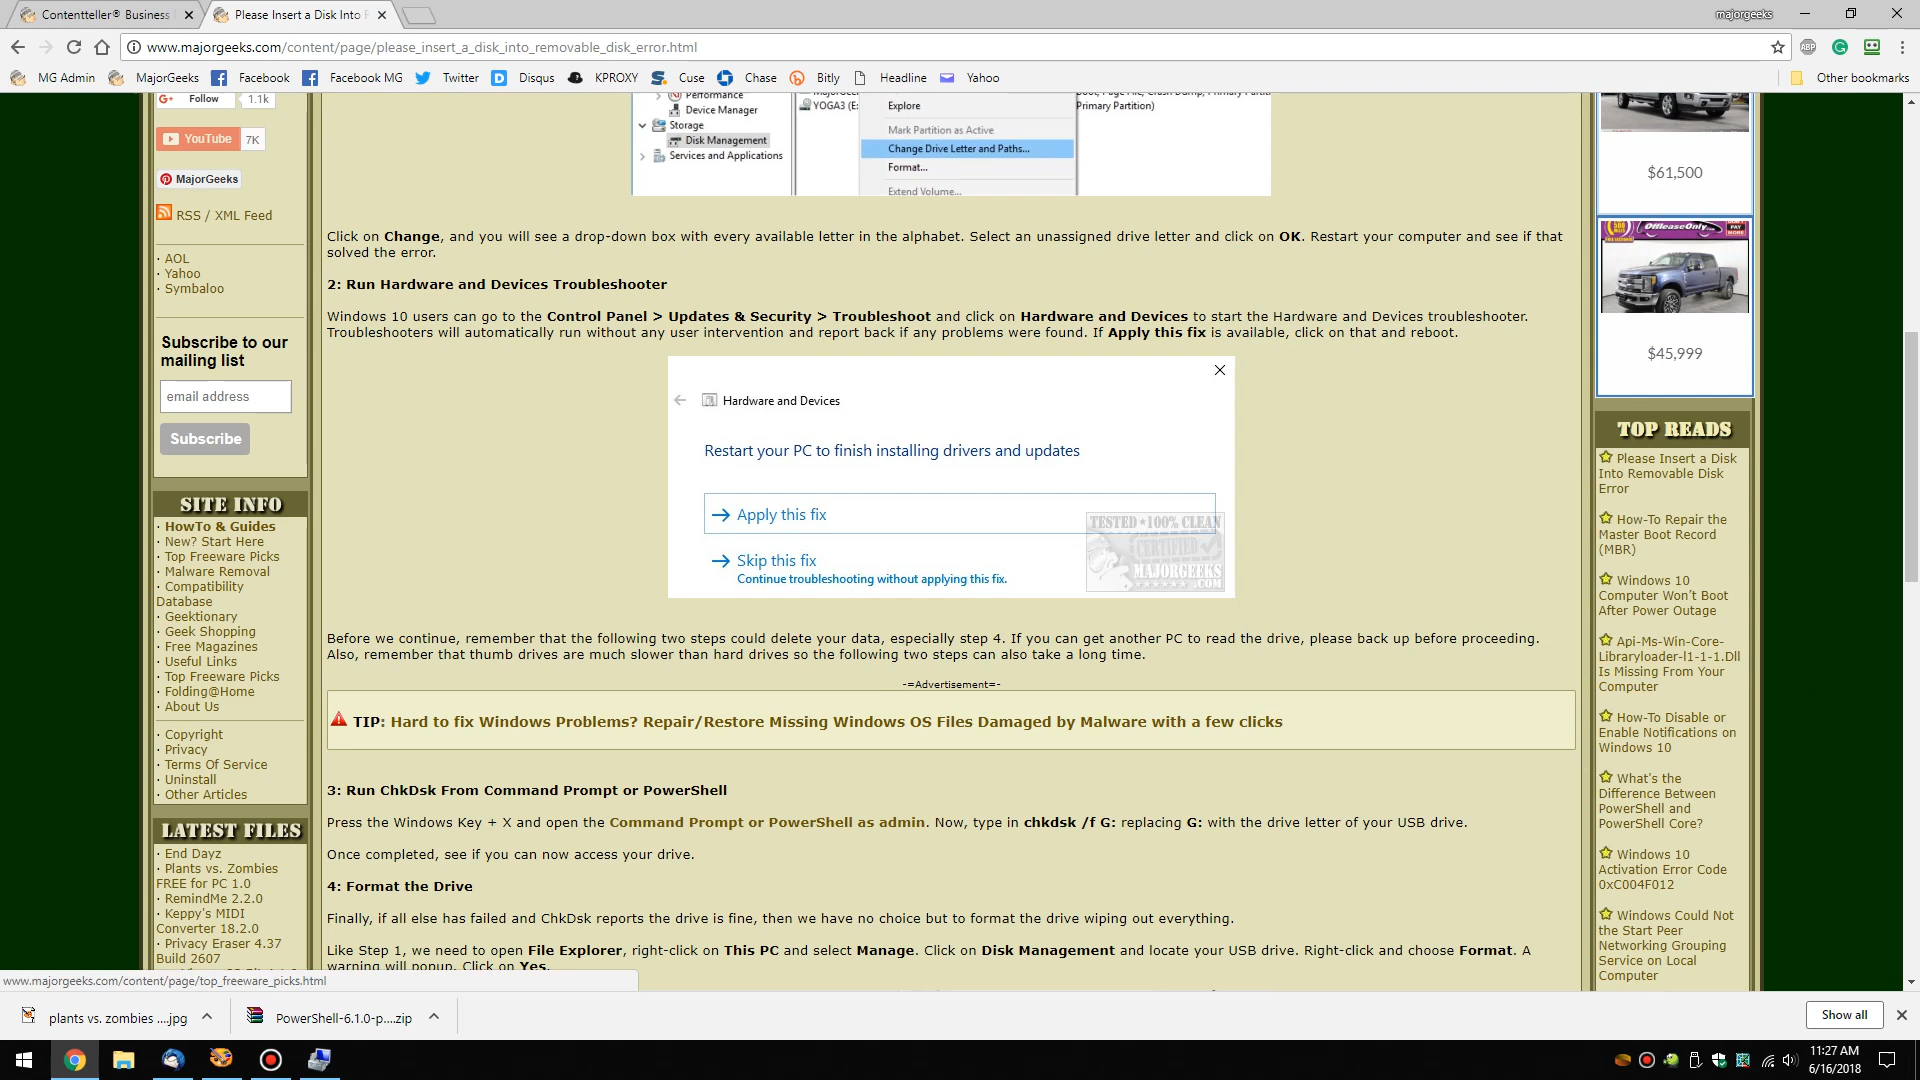 Contentteller® Business
Please Insert a Disk Into
majorgeeks
www.majorgeeks.com/content/page/please_insert_a_disk_into_removable_disk_error.html
ABP
MG Admin
MajorGeeks
Facebook
Facebook MG
Twitter
Disqus
KPROXY
Cuse
Chase
Bitly
Headline
Yahoo
Other bookmarks
G+ Follow 1.1k
YouTube 7K
MajorGeeks
RSS / XML Feed
· AOL
· Yahoo
· Symbaloo
Subscribe to our
mailing list
email address
Subscribe
SITE INFO
· HowTo & Guides
· New? Start Here
· Top Freeware Picks
· Malware Removal
· Compatibility
Database
· Geektionary
· Geek Shopping
· Free Magazines
· Useful Links
· Top Freeware Picks
· Folding@Home
· About Us
· Copyright
· Privacy
· Terms Of Service
· Uninstall
· Other Articles
LATEST FILES
· End Dayz
· Plants vs. Zombies
FREE for PC 1.0
· RemindMe 2.2.0
· Keppy's MIDI
Converter 18.2.0
· Privacy Eraser 4.37
Build 2607
Performance
Device Manager
Storage
Disk Management
Services and Applications
YOGA3 (E:
Explore
Mark Partition as Active
Change Drive Letter and Paths...
Format...
Extend Volume...
Primary Partition)
Click on Change, and you will see a drop-down box with every available letter in the alphabet. Select an unassigned drive letter and click on OK. Restart your computer and see if that
solved the error.
2: Run Hardware and Devices Troubleshooter
Windows 10 users can go to the Control Panel > Updates & Security > Troubleshoot and click on Hardware and Devices to start the Hardware and Devices troubleshooter.
Troubleshooters will automatically run without any user intervention and report back if any problems were found. If Apply this fix is available, click on that and reboot.
Hardware and Devices
Restart your PC to finish installing drivers and updates
Apply this fix
Skip this fix
Continue troubleshooting without applying this fix.
TESTED ★100% CLEAN
CERTIFIED
MAJORGEEKS
.COM
Before we continue, remember that the following two steps could delete your data, especially step 4. If you can get another PC to read the drive, please back up before proceeding.
Also, remember that thumb drives are much slower than hard drives so the following two steps can also take a long time.
-=Advertisement=-
TIP: Hard to fix Windows Problems? Repair/Restore Missing Windows OS Files Damaged by Malware with a few clicks
3: Run ChkDsk From Command Prompt or PowerShell
Press the Windows Key + X and open the Command Prompt or PowerShell as admin. Now, type in chkdsk /f G: replacing G: with the drive letter of your USB drive.
Once completed, see if you can now access your drive.
4: Format the Drive
Finally, if all else has failed and ChkDsk reports the drive is fine, then we have no choice but to format the drive wiping out everything.
Like Step 1, we need to open File Explorer, right-click on This PC and select Manage. Click on Disk Management and locate your USB drive. Right-click and choose Format. A
warning will popup. Click on Yes.
$61,500
OffleaseOnly
PAY
$45,999
TOP READS
Please Insert a Disk
Into Removable Disk
Error
How-To Repair the
Master Boot Record
(MBR)
Windows 10
Computer Won't Boot
After Power Outage
Api-Ms-Win-Core-
Libraryloader-l1-1-1.Dll
Is Missing From Your
Computer
How-To Disable or
Enable Notifications on
Windows 10
What's the
Difference Between
PowerShell and
PowerShell Core?
Windows 10
Activation Error Code
0xC004F012
Windows Could Not
the Start Peer
Networking Grouping
Service on Local
Computer
www.majorgeeks.com/content/page/top_freeware_picks.html
plants vs. zombies ....jpg
PowerShell-6.1.0-p....zip
Show all
11:27 AM
6/16/2018